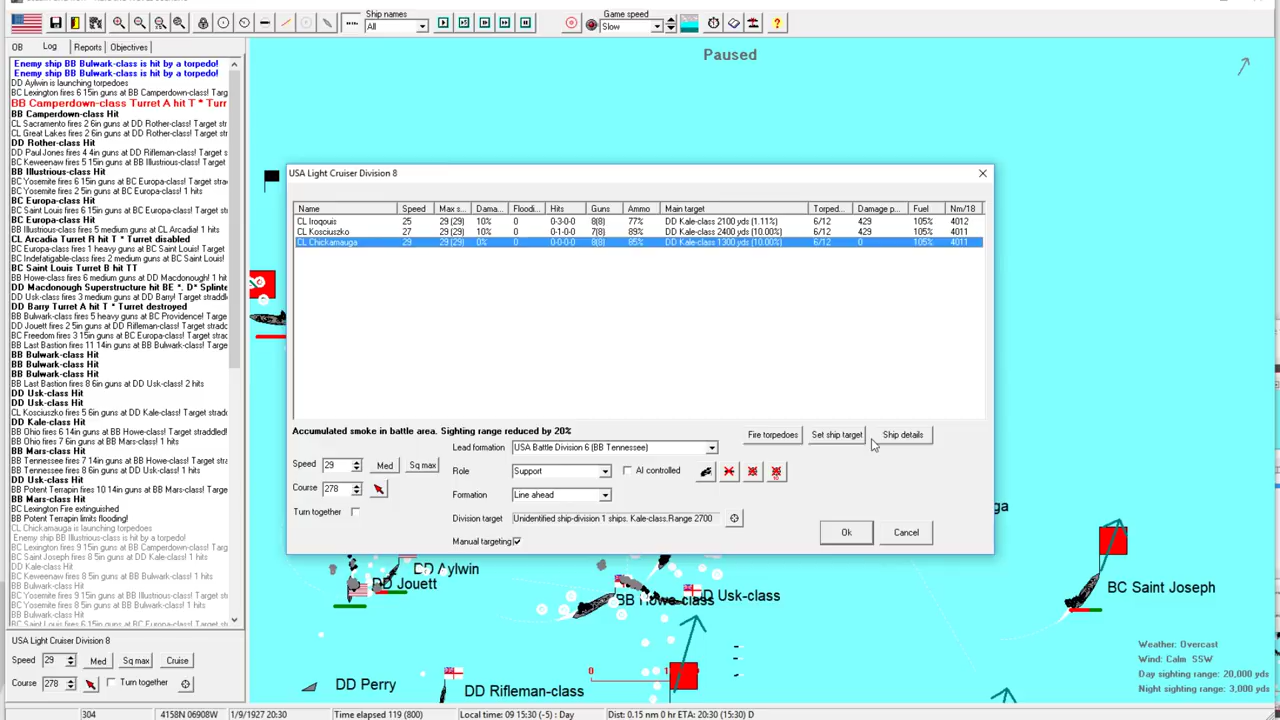 Ship names
All
Game speed
Slow
OB
Log
Reports
Objectives
Paused
Enemy ship BB Bulwark-class is hit by a torpedo!
Enemy ship BB Bulwark-class is hit by a torpedo!
DD Aylwin is launching torpedoes
BC Lexington fires 6 15in guns at BB Camperdown-class! Targ
BB Camperdown-class Turret A hit T * Turr
BB Camperdown-class Hit
CL Sacramento fires 2 6in guns at DD Rother-class! Target
CL Great Lakes fires 2 6in guns at DD Rother-class! Target
DD Rother-class Hit
DD Paul Jones fires 4 4in guns at DD Rifleman-class! Target
BC Keweenaw fires 5 15in guns at BB Illustrious-class! Target
BB Illustrious-class Hit
BC Yosemite fires 6 15in guns at BC Europa-class! Target
BC Yosemite fires 2 5in guns at BC Europa-class! 1 hits
BC Europa-class Hit
BC Saint Louis fires 6 15in guns at BC Europa-class! Target
BC Europa-class Hit
BB Illustrious-class fires 5 medium guns at CL Arcadia! 1 hit
CL Arcadia Turret R hit T * Turret disabled
BC Europa-class fires 1 heavy guns at BC Saint Louis! Target
BC Indefatigable-class fires 2 medium guns at BC Saint Louis!
BC Saint Louis Turret B hit TT
BB Howe-class fires 6 medium guns at DD Macdonough! 1 hit
DD Macdonough Superstructure hit BE *. D* Splinte
DD Usk-class fires 3 medium guns at DD Barry! Target straddl
DD Barry Turret A hit T * Turret destroyed
BB Bulwark-class fires 5 heavy guns at BC Providence! Targe
DD Jouett fires 2 5in guns at DD Rifleman-class! Target strad
BC Freedom fires 3 15in guns at BC Europa-class! Target
BB Last Bastion fires 11 14in guns at BB Bulwark-class! Targe
BB Bulwark-class Hit
BB Bulwark-class Hit
BB Bulwark-class Hit
BB Last Bastion fires 8 6in guns at DD Usk-class! 2 hits
DD Usk-class Hit
DD Usk-class Hit
CL Kosciuszko fires 5 6in guns at DD Kale-class! Target strad
DD Kale-class Hit
BB Ohio fires 6 14in guns at BB Howe-class! Target straddled!
BB Ohio fires 7 14in guns at BB Mars-class! Target
BB Mars-class Hit
BB Tennessee fires 7 14in guns at BB Mars-class! Target
BB Tennessee fires 8 6in guns at DD Usk-class! 1 hits
DD Usk-class Hit
BB Potent Terrapin fires 10 14in guns at BB Mars-class! Target
BB Mars-class Hit
BC Lexington Fire extinguished
BB Potent Terrapin limits flooding!
CL Chickamauga is launching torpedoes
Enemy ship BB Illustrious-class is hit by a torpedo!
BC Lexington fires 9 15in guns at BB Camperdown-class! Targ
BC Saint Joseph fires 8 5in guns at DD Kale-class! 1 hits
DD Kale-class Hit
BC Keweenaw fires 8 5in guns at BB Bulwark-class! 1 hits
BB Bulwark-class Hit
BC Yosemite fires 9 15in guns at BB Illustrious-class! Target
BC Yosemite fires 8 5in guns at BB Bulwark-class! 1 hits
BB Bulwark-class Hit
USA Light Cruiser Division 8
Name Speed Max s... Dama... Floodi... Hits Guns Ammo Main target Torped... Damage p... Fuel Nm/18
CL Iroqouis 25 29 (29) 10% 0 0-3-0-0 8(8) 77% DD Kale-class 2100 yds (1.11%) 6/12 429 105% 4012
CL Kosciuszko 27 29 (29) 10% 0 0-1-0-0 7(8) 89% DD Kale-class 2400 yds (10.00%) 6/12 429 105% 4011
CL Chickamauga 29 29 (29) 0% 0 0-0-0-0 8(8) 85% DD Kale-class 1300 yds (10.00%) 6/12 0 105% 4011
Accumulated smoke in battle area. Sighting range reduced by 20%
Fire torpedoes
Set ship target
Ship details
Lead formation
USA Battle Division 6 (BB Tennessee)
Speed
29
Med
Sq max
Role
Support
AI controlled
Course
278
Formation
Line ahead
Turn together
Division target
Unidentified ship-division 1 ships. Kale-class.Range 2700
Manual targeting
Ok
Cancel
ga
DD Aylwin
DD Jouett
BB Howe-class
DD Usk-class
BC Saint Joseph
DD Perry
DD Rifleman-class
0
1
Weather: Overcast
Wind: Calm SSW
Day sighting range: 20,000 yds
Night sighting range: 3,000 yds
USA Light Cruiser Division 8
Speed
29
Med
Sq max
Cruise
Course
278
Turn together
304
4158N 06908W
1/9/1927 20:30
Time elapsed 119 (800)
Local time: 09 15:30 (-5) : Day
Dist: 0.15 nm 0 hr ETA: 20:30 (15:30) D